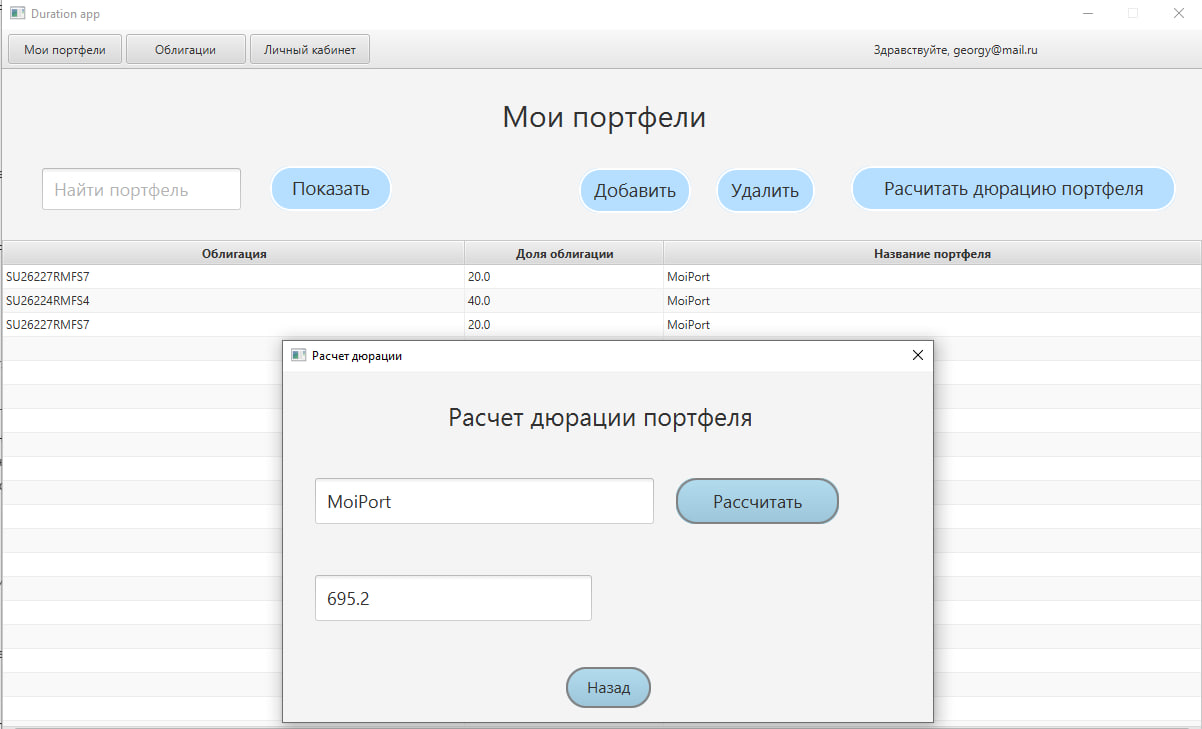 Duration app
Мои портфели Облигации Личный кабинет Здравствуйте, georgy@mail.ru
Мои портфели
Найти портфель Показать Добавить Удалить Расчитать дюрацию портфеля
Облигация Доля облигации Название портфеля
SU26227RMFS7 20.0 MoiPort
SU26224RMFS4 40.0 MoiPort
SU26227RMFS7 20.0 MoiPort
Расчет дюрации
Расчет дюрации портфеля
MoiPort Рассчитать
695.2
Назад